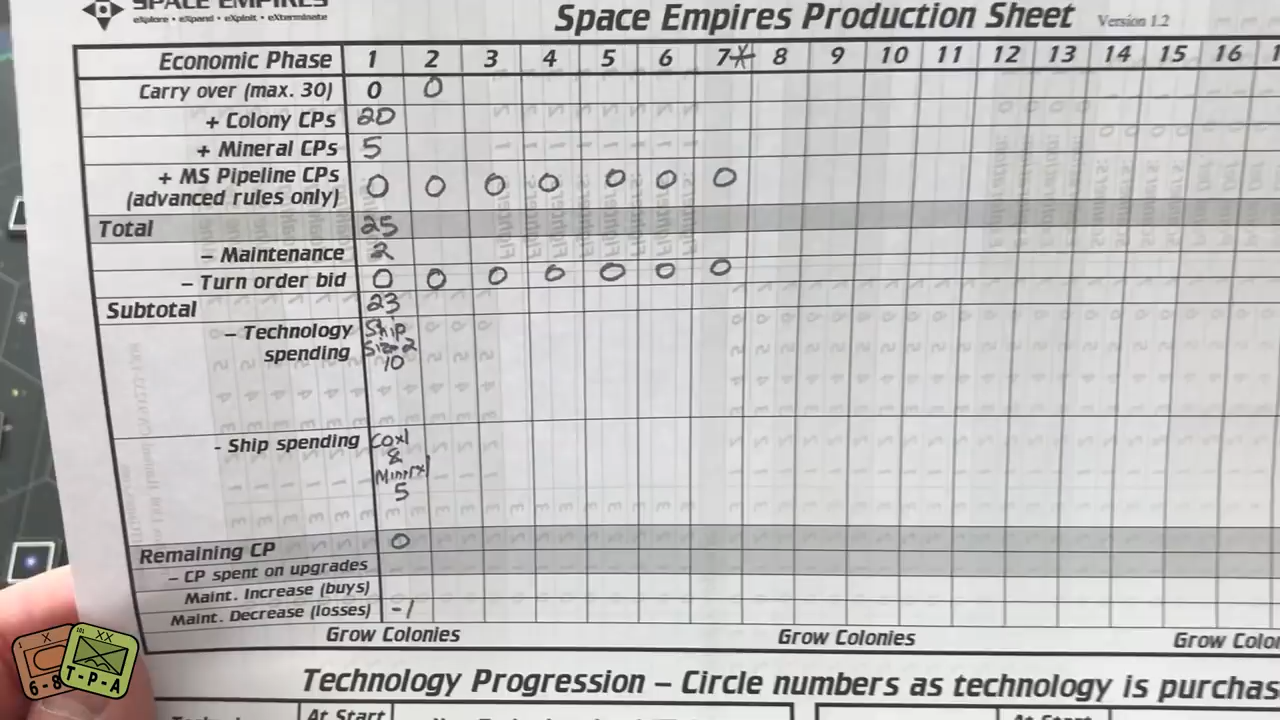 SPACE EMPIRES
eXplore • eXpand • eXploit • eXterminate
Space Empires Production Sheet Version 1.2
Economic Phase 1 2 3 4 5 6 7* 8 9 10 11 12 13 14 15 16 1
Carry over (max. 30) 0 0
+ Colony CPs 20
+ Mineral CPs 5
+ MS Pipeline CPs
(advanced rules only) 0 0 0 0 0 0 0
Total 25
– Maintenance 2
– Turn order bid 0 0 0 0 0 0 0
Subtotal 23
– Technology Ship
spending Size 2
10
- Ship spending COx1
8
Minerx1
5
Remaining CP 0
– CP spent on upgrades
Maint. Increase (buys)
Maint. Decrease (losses) -1
Grow Colonies Grow Colonies Grow Colo
Technology Progression – Circle numbers as technology is purchas
At Start At Start
X XX
6-8 T-P-A